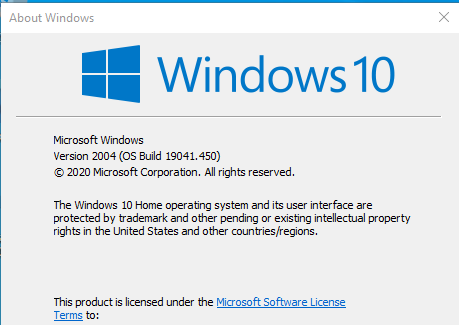 About Windows
Windows 10
Microsoft Windows
Version 2004 (OS Build 19041.450)
© 2020 Microsoft Corporation. All rights reserved.
The Windows 10 Home operating system and its user interface are
protected by trademark and other pending or existing intellectual property
rights in the United States and other countries/regions.
This product is licensed under the Microsoft Software License
Terms to: